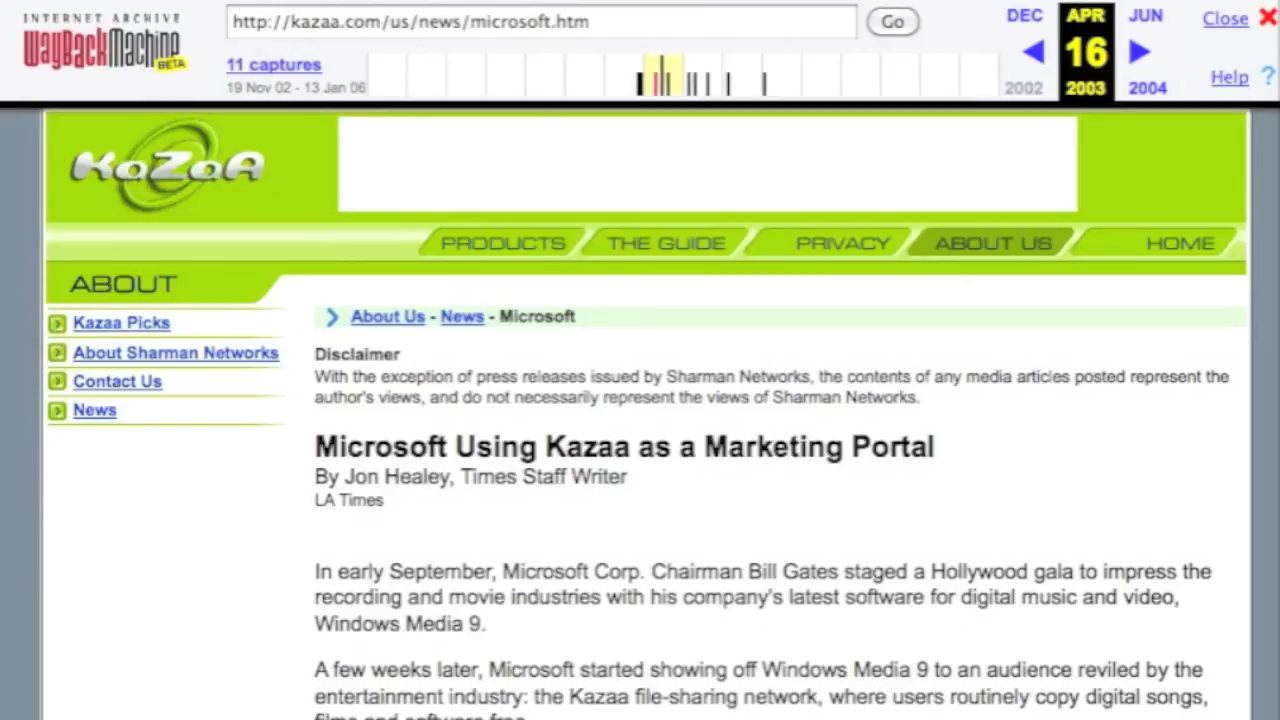 INTERNET ARCHIVE
WayBackMachine
BETA
http://kazaa.com/us/news/microsoft.htm
Go
11 captures
19 Nov 02 - 13 Jan 06
DEC APR JUN
16
2002 2003 2004
Close
Help ?
KaZaA
PRODUCTS THE GUIDE PRIVACY ABOUT US HOME
ABOUT
Kazaa Picks
About Sharman Networks
Contact Us
News
About Us - News - Microsoft
Disclaimer
With the exception of press releases issued by Sharman Networks, the contents of any media articles posted represent the
author's views, and do not necessarily represent the views of Sharman Networks.
Microsoft Using Kazaa as a Marketing Portal
By Jon Healey, Times Staff Writer
LA Times
In early September, Microsoft Corp. Chairman Bill Gates staged a Hollywood gala to impress the
recording and movie industries with his company's latest software for digital music and video,
Windows Media 9.
A few weeks later, Microsoft started showing off Windows Media 9 to an audience reviled by the
entertainment industry: the Kazaa file-sharing network, where users routinely copy digital songs,
films and software free.